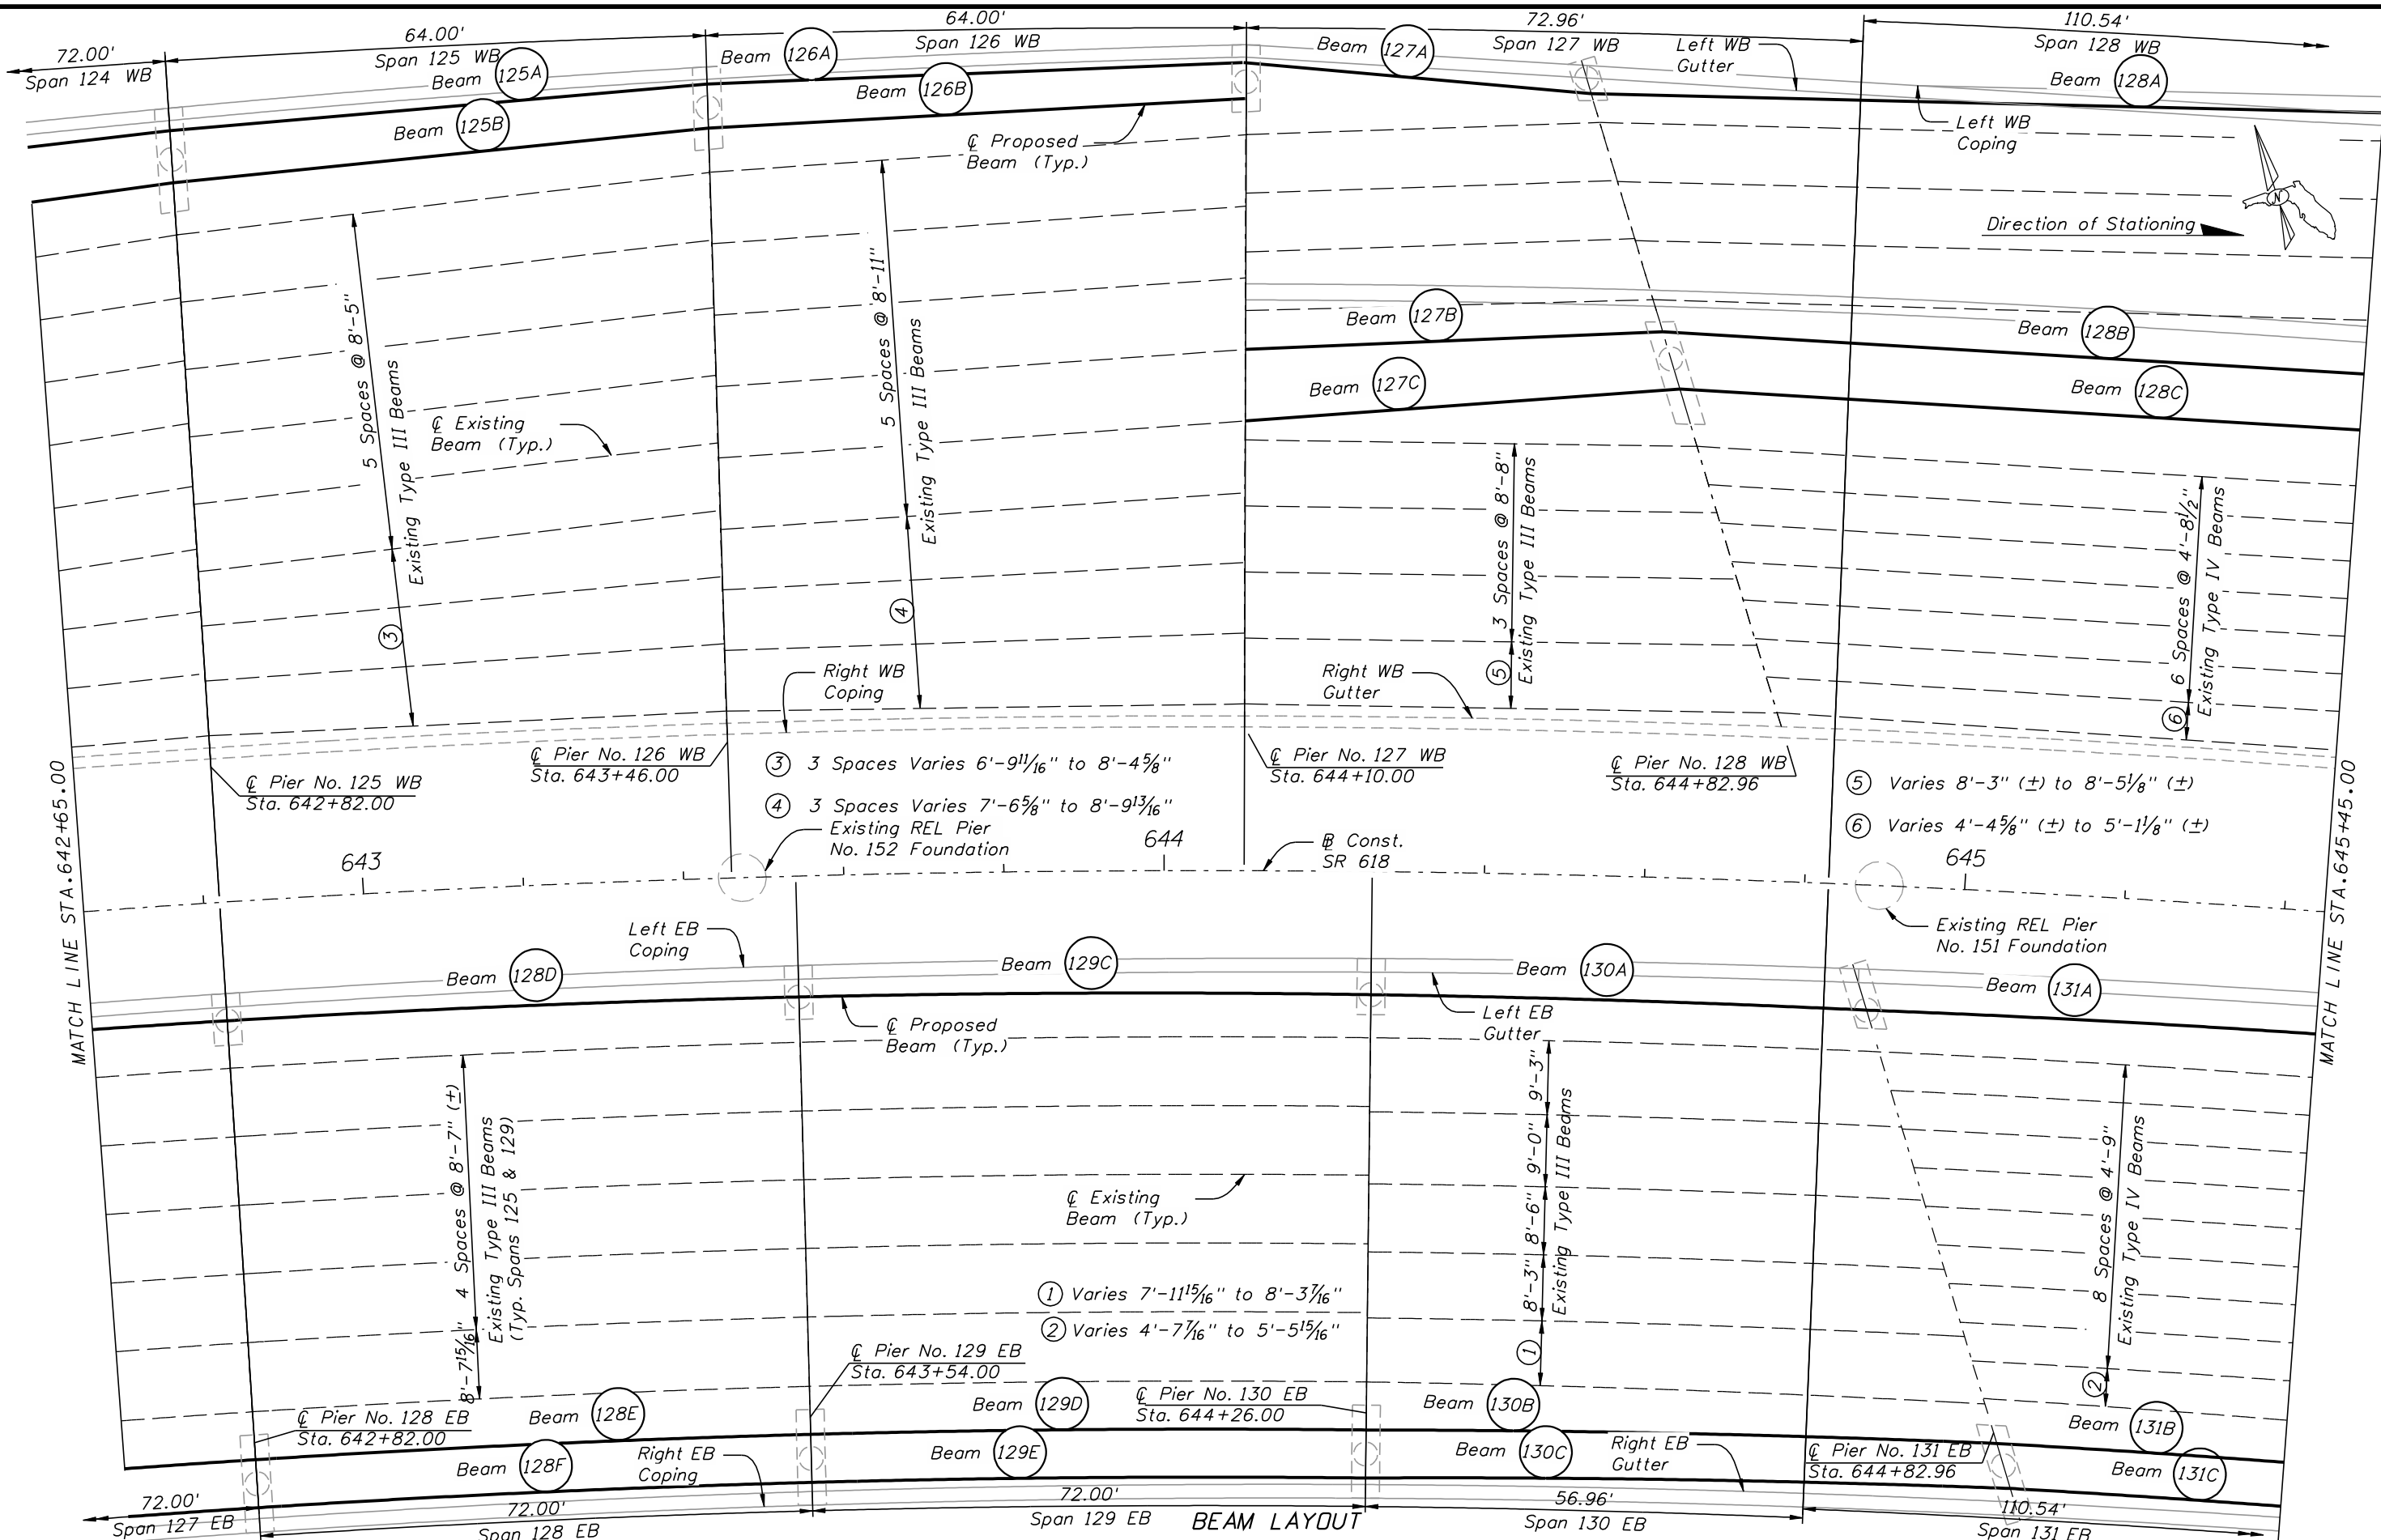 72.00'
Span 124 WB
64.00'
Span 125 WB
64.00'
Span 126 WB
72.96'
Span 127 WB
110.54'
Span 128 WB
Beam 125A
Beam 125B
Beam 126A
Beam 126B
Beam 127A
Left WB
Gutter
Beam 128A
Left WB
Coping
℄ Proposed
Beam (Typ.)
N
Direction of Stationing
5 Spaces @ 8'-5"
Existing Type III Beams
3
℄ Existing
Beam (Typ.)
5 Spaces @ 8'-11"
Existing Type III Beams
4
Beam 127B
Beam 127C
Beam 128B
Beam 128C
3 Spaces @ 8'-8"
Existing Type III Beams
5
6 Spaces @ 4'-8½"
Existing Type IV Beams
6
Right WB
Coping
Right WB
Gutter
℄ Pier No. 125 WB
Sta. 642+82.00
℄ Pier No. 126 WB
Sta. 643+46.00
℄ Pier No. 127 WB
Sta. 644+10.00
℄ Pier No. 128 WB
Sta. 644+82.96
3 3 Spaces Varies 6'-9 11/16" to 8'-4 5/8"
4 3 Spaces Varies 7'-6 5/8" to 8'-9 13/16"
5 Varies 8'-3" (±) to 8'-5 1/8" (±)
6 Varies 4'-4 5/8" (±) to 5'-1 1/8" (±)
MATCH LINE STA. 642+65.00
MATCH LINE STA. 645+45.00
Existing REL Pier
No. 152 Foundation
643
644
645
℄ Const.
SR 618
Existing REL Pier
No. 151 Foundation
Left EB
Coping
Beam 128D
Beam 129C
Beam 130A
Beam 131A
℄ Proposed
Beam (Typ.)
Left EB
Gutter
4 Spaces @ 8'-7" (±)
8'-7 15/16"
Existing Type III Beams
(Typ. Spans 125 & 129)
℄ Existing
Beam (Typ.)
9'-3"
9'-0"
8'-6"
8'-3"
1
Existing Type III Beams
8 Spaces @ 4'-9"
2
Existing Type IV Beams
1 Varies 7'-11 15/16" to 8'-3 7/16"
2 Varies 4'-7 7/16" to 5'-5 15/16"
℄ Pier No. 128 EB
Sta. 642+82.00
℄ Pier No. 129 EB
Sta. 643+54.00
℄ Pier No. 130 EB
Sta. 644+26.00
℄ Pier No. 131 EB
Sta. 644+82.96
Beam 128E
Beam 128F
Right EB
Coping
Beam 129D
Beam 129E
Beam 130B
Beam 130C
Right EB
Gutter
Beam 131B
Beam 131C
72.00'
Span 127 EB
72.00'
Span 128 EB
72.00'
Span 129 EB
56.96'
Span 130 EB
110.54'
Span 131 EB
BEAM LAYOUT